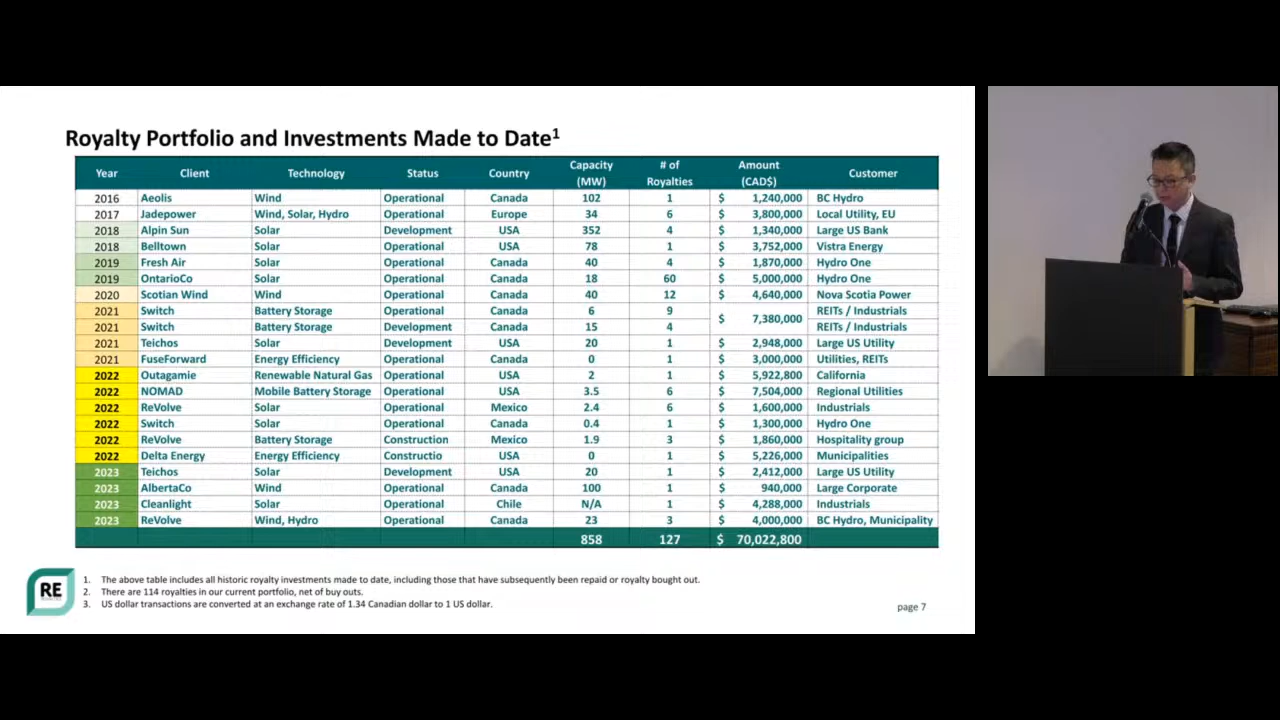 Royalty Portfolio and Investments Made to Date1
Year Client Technology Status Country Capacity (MW) # of Royalties Amount (CAD$) Customer
2016 Aeolis Wind Operational Canada 102 1 $ 1,240,000 BC Hydro
2017 Jadepower Wind, Solar, Hydro Operational Europe 34 6 $ 3,800,000 Local Utility, EU
2018 Alpin Sun Solar Development USA 352 4 $ 1,340,000 Large US Bank
2018 Belltown Solar Operational USA 78 1 $ 3,752,000 Vistra Energy
2019 Fresh Air Solar Operational Canada 40 4 $ 1,870,000 Hydro One
2019 OntarioCo Solar Operational Canada 18 60 $ 5,000,000 Hydro One
2020 Scotian Wind Wind Operational Canada 40 12 $ 4,640,000 Nova Scotia Power
2021 Switch Battery Storage Operational Canada 6 9 $ 7,380,000 REITs / Industrials
2021 Switch Battery Storage Development Canada 15 4 REITs / Industrials
2021 Teichos Solar Development USA 20 1 $ 2,948,000 Large US Utility
2021 FuseForward Energy Efficiency Operational Canada 0 1 $ 3,000,000 Utilities, REITs
2022 Outagamie Renewable Natural Gas Operational USA 2 1 $ 5,922,800 California
2022 NOMAD Mobile Battery Storage Operational USA 3.5 6 $ 7,504,000 Regional Utilities
2022 ReVolve Solar Operational Mexico 2.4 6 $ 1,600,000 Industrials
2022 Switch Solar Operational Canada 0.4 1 $ 1,300,000 Hydro One
2022 ReVolve Battery Storage Construction Mexico 1.9 3 $ 1,860,000 Hospitality group
2022 Delta Energy Energy Efficiency Constructio USA 0 1 $ 5,226,000 Municipalities
2023 Teichos Solar Development USA 20 1 $ 2,412,000 Large US Utility
2023 AlbertaCo Wind Operational Canada 100 1 $ 940,000 Large Corporate
2023 Cleanlight Solar Operational Chile N/A 1 $ 4,288,000 Industrials
2023 ReVolve Wind, Hydro Operational Canada 23 3 $ 4,000,000 BC Hydro, Municipality
858 127 $ 70,022,800
1. The above table includes all historic royalty investments made to date, including those that have subsequently been repaid or royalty bought out.
2. There are 114 royalties in our current portfolio, net of buy outs.
3. US dollar transactions are converted at an exchange rate of 1.34 Canadian dollar to 1 US dollar.
RE
page 7